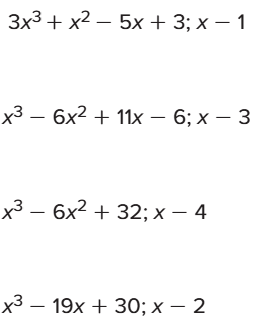 3x³ + x² – 5x + 3; x – 1
x³ – 6x² + 11x – 6; x – 3
x³ – 6x² + 32; x – 4
x³ – 19x + 30; x – 2